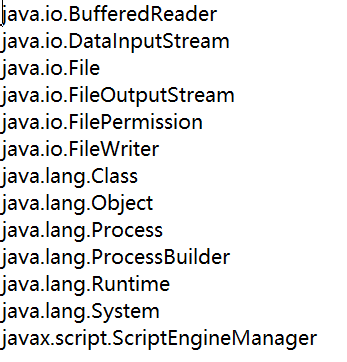 java.io.BufferedReader
java.io.DataInputStream
java.io.File
java.io.FileOutputStream
java.io.FilePermission
java.io.FileWriter
java.lang.Class
java.lang.Object
java.lang.Process
java.lang.ProcessBuilder
java.lang.Runtime
java.lang.System
javax.script.ScriptEngineManager